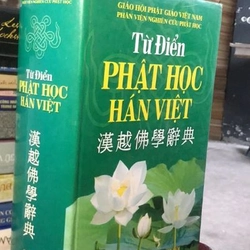 GIÁO HỘI PHẬT GIÁO VIỆT NAM
PHÂN VIỆN NGHIÊN CỨU PHẬT HỌC
Từ Điển
PHẬT HỌC
HÁN VIỆT
漢越佛學辭典
Từ Điển
PHẬT HỌC
HÁN VIỆT
漢越佛學辭典